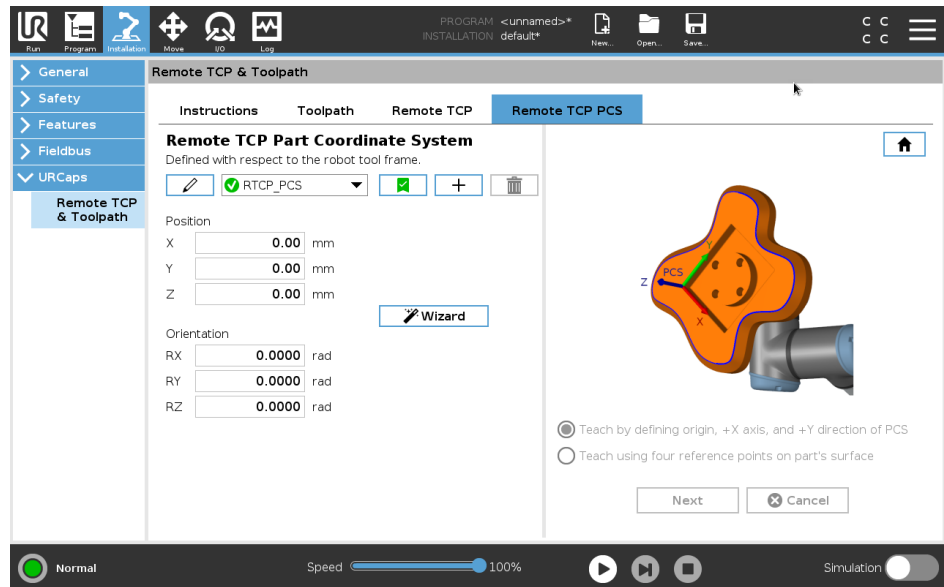 PROGRAM <unnamed>*
INSTALLATION default*
Run Program Installation Move I/O Log New... Open... Save...
C C
C C
General
Safety
Features
Fieldbus
URCaps
Remote TCP
& Toolpath
Remote TCP & Toolpath
Instructions Toolpath Remote TCP Remote TCP PCS
Remote TCP Part Coordinate System
Defined with respect to the robot tool frame.
RTCP_PCS
Position
X 0.00 mm
Y 0.00 mm
Z 0.00 mm
Wizard
Orientation
RX 0.0000 rad
RY 0.0000 rad
RZ 0.0000 rad
Y
PCS
Z
X
Teach by defining origin, +X axis, and +Y direction of PCS
Teach using four reference points on part's surface
Next Cancel
Normal Speed 100% Simulation